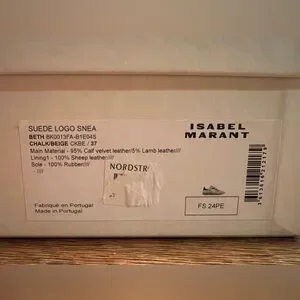 SUEDE LOGO SNEA
BETH BK0013FA-B1E04S
CHALK/BEIGE CKBE / 37
Main Material - 95% Calf velvet leather/5% Lamb leather////
Lining1 - 100% Sheep leather////
Sole - 100% Rubber////
- ////
NORDSTR
Fabriqué en Portugal
Made in Portugal
ISABEL
MARANT
FS 24PE